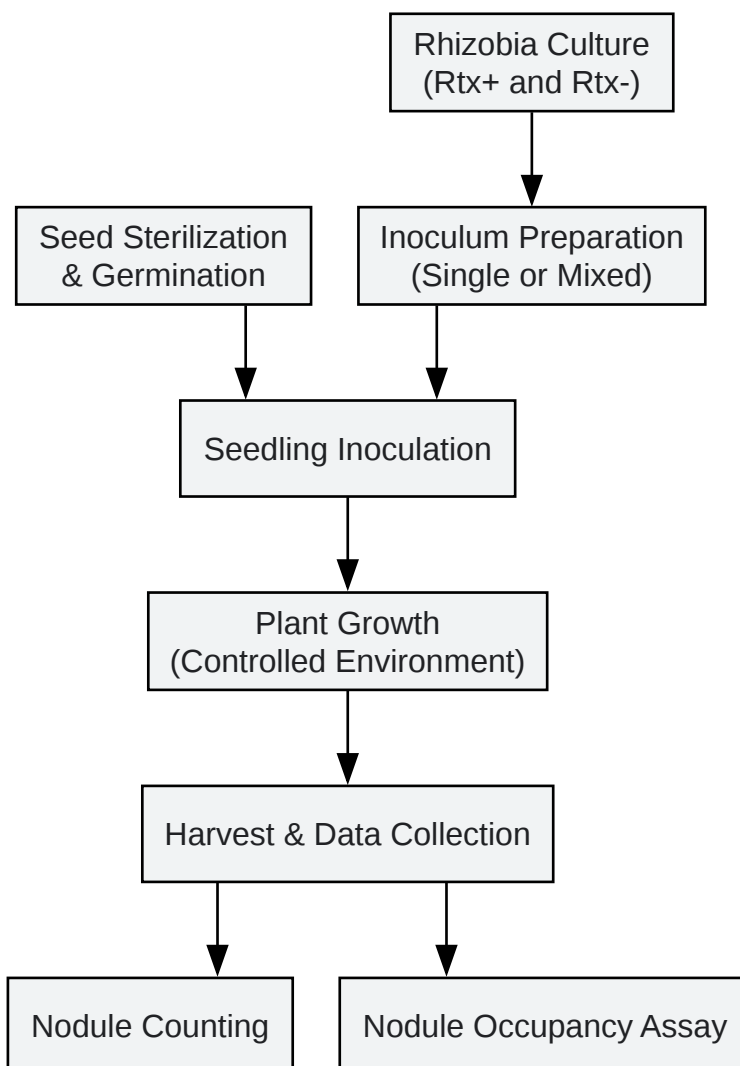 Rhizobia Culture
(Rtx+ and Rtx-)
Seed Sterilization
& Germination
Inoculum Preparation
(Single or Mixed)
Seedling Inoculation
Plant Growth
(Controlled Environment)
Harvest & Data Collection
Nodule Counting
Nodule Occupancy Assay